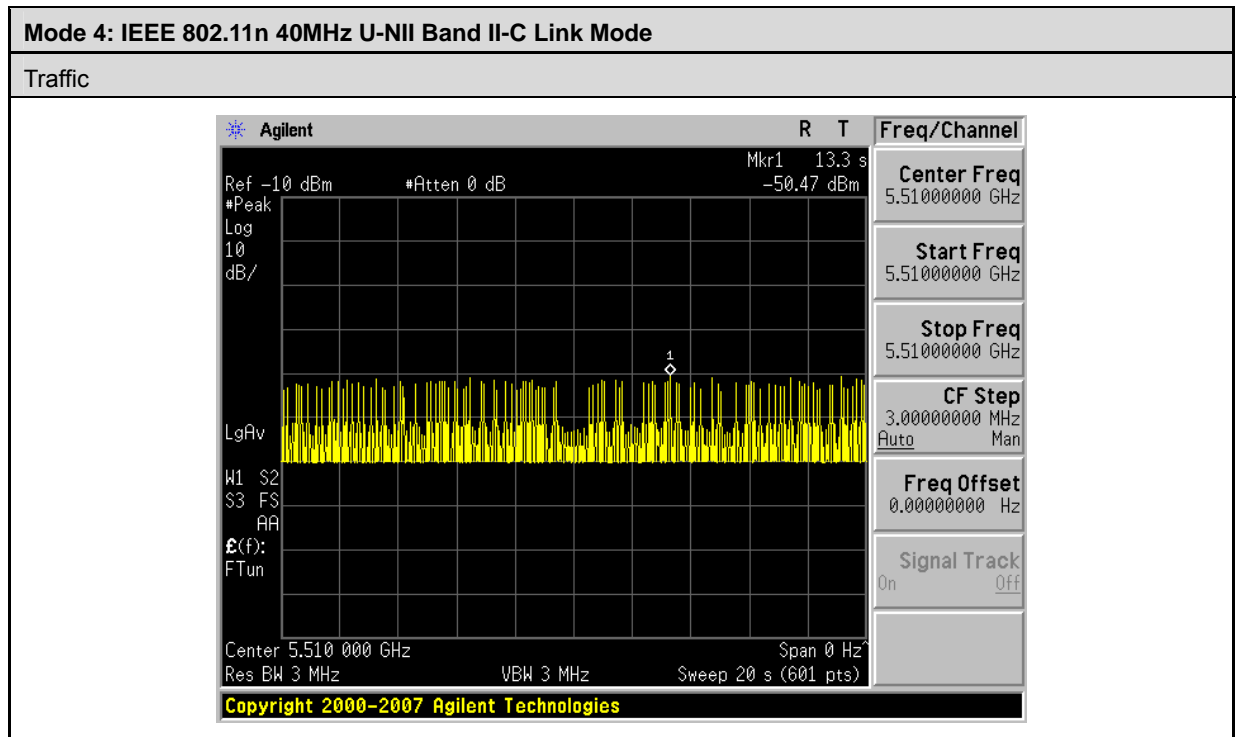 Mode 4: IEEE 802.11n 40MHz U-NII Band II-C Link Mode
Traffic
Agilent R T Freq/Channel
Mkr1 13.3 s
Ref -10 dBm #Atten 0 dB -50.47 dBm
#Peak
Log
10
dB/
1
LgAv
W1 S2
S3 FS
AA
£(f):
FTun
Center 5.510 000 GHz Span 0 Hz^
Res BW 3 MHz VBW 3 MHz Sweep 20 s (601 pts)
Copyright 2000-2007 Agilent Technologies
Center Freq
5.51000000 GHz
Start Freq
5.51000000 GHz
Stop Freq
5.51000000 GHz
CF Step
3.00000000 MHz
Auto Man
Freq Offset
0.00000000 Hz
Signal Track
On Off